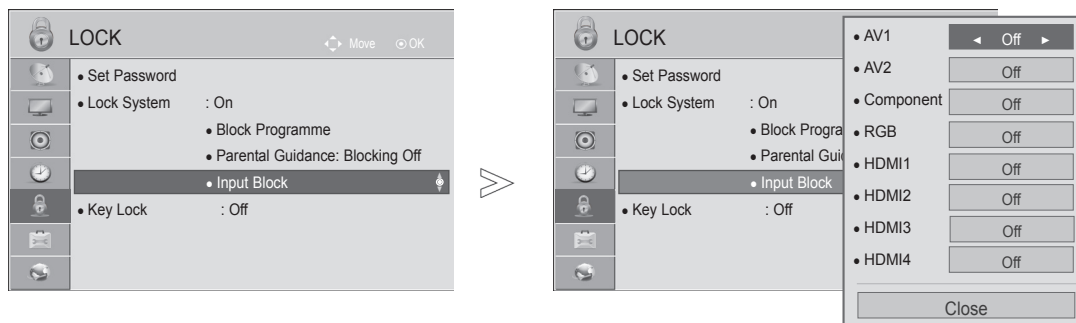 LOCK
Move OK
• Set Password
• Lock System : On
• Block Programme
• Parental Guidance: Blocking Off
• Input Block
• Key Lock : Off
LOCK
• Set Password
• Lock System : On
• Block Progra
• Parental Gui
• Input Block
• Key Lock : Off
• AV1 ◄ Off ►
• AV2 Off
• Component Off
• RGB Off
• HDMI1 Off
• HDMI2 Off
• HDMI3 Off
• HDMI4 Off
Close